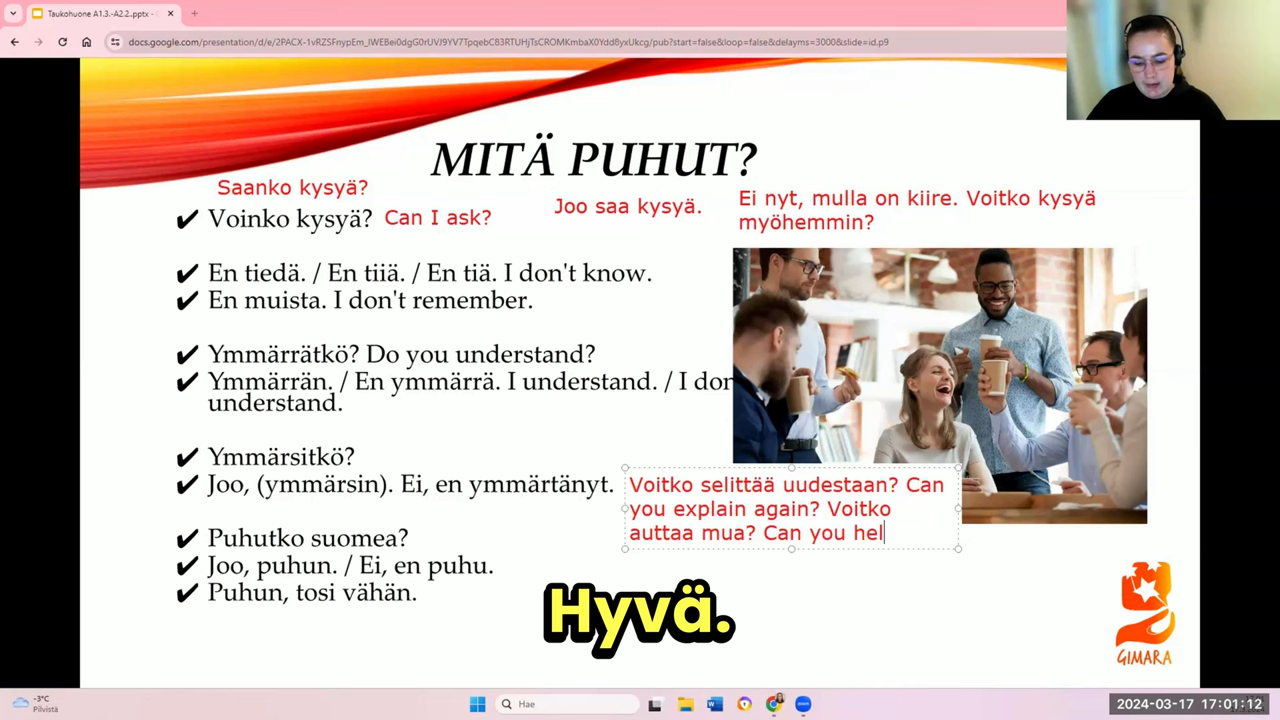 Taukohuone A1.3.-A2.2..pptx -
docs.google.com/presentation/d/e/2PACX-1vRZSFnypEm_IWEBei0dgG0rUVJ9YV7TpqebC83RTUHjTsCROMKmbaX0Ydd8yxUkcg/pub?start=false&loop=false&delayms=3000&slide=id.p9
MITÄ PUHUT?
Saanko kysyä?
✔ Voinko kysyä? Can I ask?
Joo saa kysyä.
Ei nyt, mulla on kiire. Voitko kysyä
myöhemmin?
✔ En tiedä. / En tiiä. / En tiä. I don't know.
✔ En muista. I don't remember.
✔ Ymmärrätkö? Do you understand?
✔ Ymmärrän. / En ymmärrä. I understand. / I don
understand.
✔ Ymmärsitkö?
✔ Joo, (ymmärsin). Ei, en ymmärtänyt.
Voitko selittää uudestaan? Can
you explain again? Voitko
auttaa mua? Can you hel
✔ Puhutko suomea?
✔ Joo, puhun. / Ei, en puhu.
✔ Puhun, tosi vähän.
Hyvä.
GIMARA
-3°C
Pilvistä
Hae
2024-03-17 17:01:12